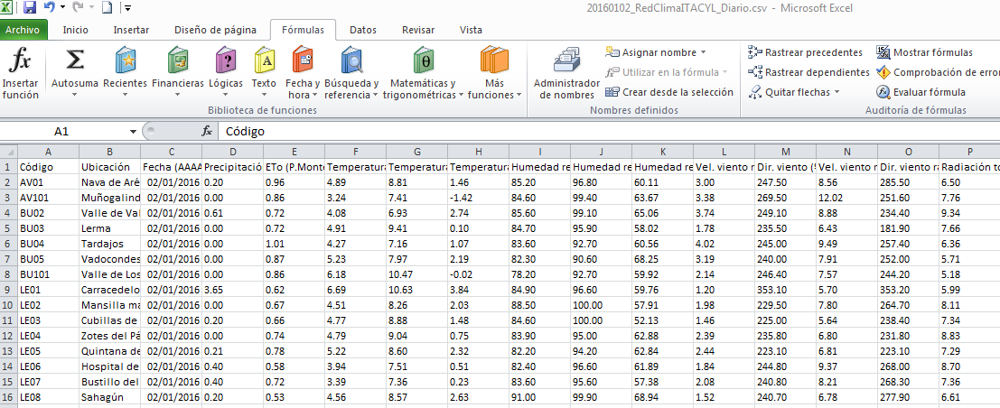 20160102_RedClimaITACYL_Diario.csv - Microsoft Excel
Archivo Inicio Insertar Diseño de página Fórmulas Datos Revisar Vista
fx Σ Asignar nombre Rastrear precedentes Mostrar fórmulas
Insertar Autosuma Recientes Financieras Lógicas Texto Fecha y Búsqueda y Matemáticas y Más Administrador Utilizar en la fórmula Rastrear dependientes Comprobación de error
función hora referencia trigonométricas funciones de nombres Crear desde la selección Quitar flechas Evaluar fórmula
Biblioteca de funciones Nombres definidos Auditoría de fórmulas
A1 fx Código
A B C D E F G H I J K L M N O P
1 Código Ubicación Fecha (AAAA Precipitació ETo (P.Monte Temperatura Temperatura Temperatura Humedad re Humedad re Humedad re Vel. viento r Dir. viento (º Vel. viento r Dir. viento ra Radiación to
2 AV01 Nava de Aré 02/01/2016 0.20 0.96 4.89 8.81 1.46 85.20 96.80 60.11 3.00 247.50 8.56 285.50 6.50
3 AV101 Muñogalind 02/01/2016 0.00 0.86 3.24 7.41 -1.42 84.60 99.40 63.67 3.38 269.50 12.02 251.60 7.76
4 BU02 Valle de Val 02/01/2016 0.61 0.72 4.08 6.93 2.74 85.60 99.10 65.06 3.74 249.10 8.88 234.40 9.34
5 BU03 Lerma 02/01/2016 0.00 0.72 4.91 9.41 0.10 84.70 95.90 58.02 1.78 235.50 6.43 181.90 7.66
6 BU04 Tardajos 02/01/2016 0.00 1.01 4.27 7.16 1.07 83.60 92.70 60.56 4.02 245.00 9.49 257.40 6.36
7 BU05 Vadocondes 02/01/2016 0.00 0.87 5.23 7.97 2.19 82.30 90.60 68.25 3.19 240.00 7.91 252.00 5.71
8 BU101 Valle de Los 02/01/2016 0.00 0.86 6.18 10.47 -0.02 78.20 92.70 59.92 2.14 246.40 7.57 244.20 5.18
9 LE01 Carracedelo 02/01/2016 3.65 0.62 6.69 10.63 3.84 84.90 96.60 59.76 1.20 353.10 5.70 353.20 5.99
10 LE02 Mansilla ma 02/01/2016 0.00 0.67 4.51 8.26 2.03 88.50 100.00 57.91 1.98 229.50 7.80 264.70 8.11
11 LE03 Cubillas de 02/01/2016 0.20 0.66 4.77 8.88 1.48 84.60 100.00 52.13 1.46 225.00 5.64 238.40 7.34
12 LE04 Zotes del Pá 02/01/2016 0.00 0.74 4.79 9.04 0.75 83.90 95.00 62.88 2.39 235.80 6.80 231.80 8.83
13 LE05 Quintana de 02/01/2016 0.21 0.78 5.22 8.60 2.32 82.20 94.20 62.84 2.44 223.10 6.81 223.10 7.29
14 LE06 Hospital de 02/01/2016 0.40 0.58 3.94 7.51 0.51 82.40 96.60 61.89 1.84 244.80 9.37 268.00 8.70
15 LE07 Bustillo del 02/01/2016 0.40 0.72 3.39 7.36 0.23 83.60 95.60 57.38 2.08 240.80 8.21 268.30 7.36
16 LE08 Sahagún 02/01/2016 0.20 0.53 4.56 8.57 2.63 91.00 99.90 68.94 1.52 240.70 6.78 277.90 6.61